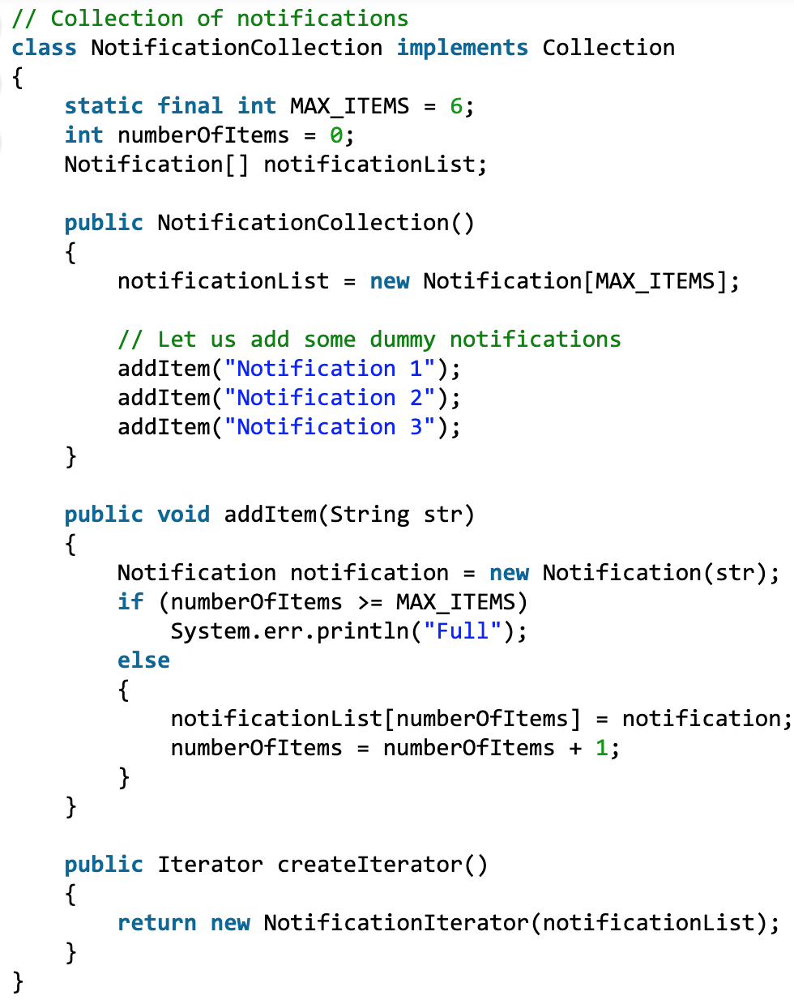 // Collection of notifications
class NotificationCollection implements Collection
{
    static final int MAX_ITEMS = 6;
    int numberOfItems = 0;
    Notification[] notificationList;

    public NotificationCollection()
    {
        notificationList = new Notification[MAX_ITEMS];

        // Let us add some dummy notifications
        addItem("Notification 1");
        addItem("Notification 2");
        addItem("Notification 3");
    }

    public void addItem(String str)
    {
        Notification notification = new Notification(str);
        if (numberOfItems >= MAX_ITEMS)
            System.err.println("Full");
        else
        {
            notificationList[numberOfItems] = notification;
            numberOfItems = numberOfItems + 1;
        }
    }

    public Iterator createIterator()
    {
        return new NotificationIterator(notificationList);
    }
}